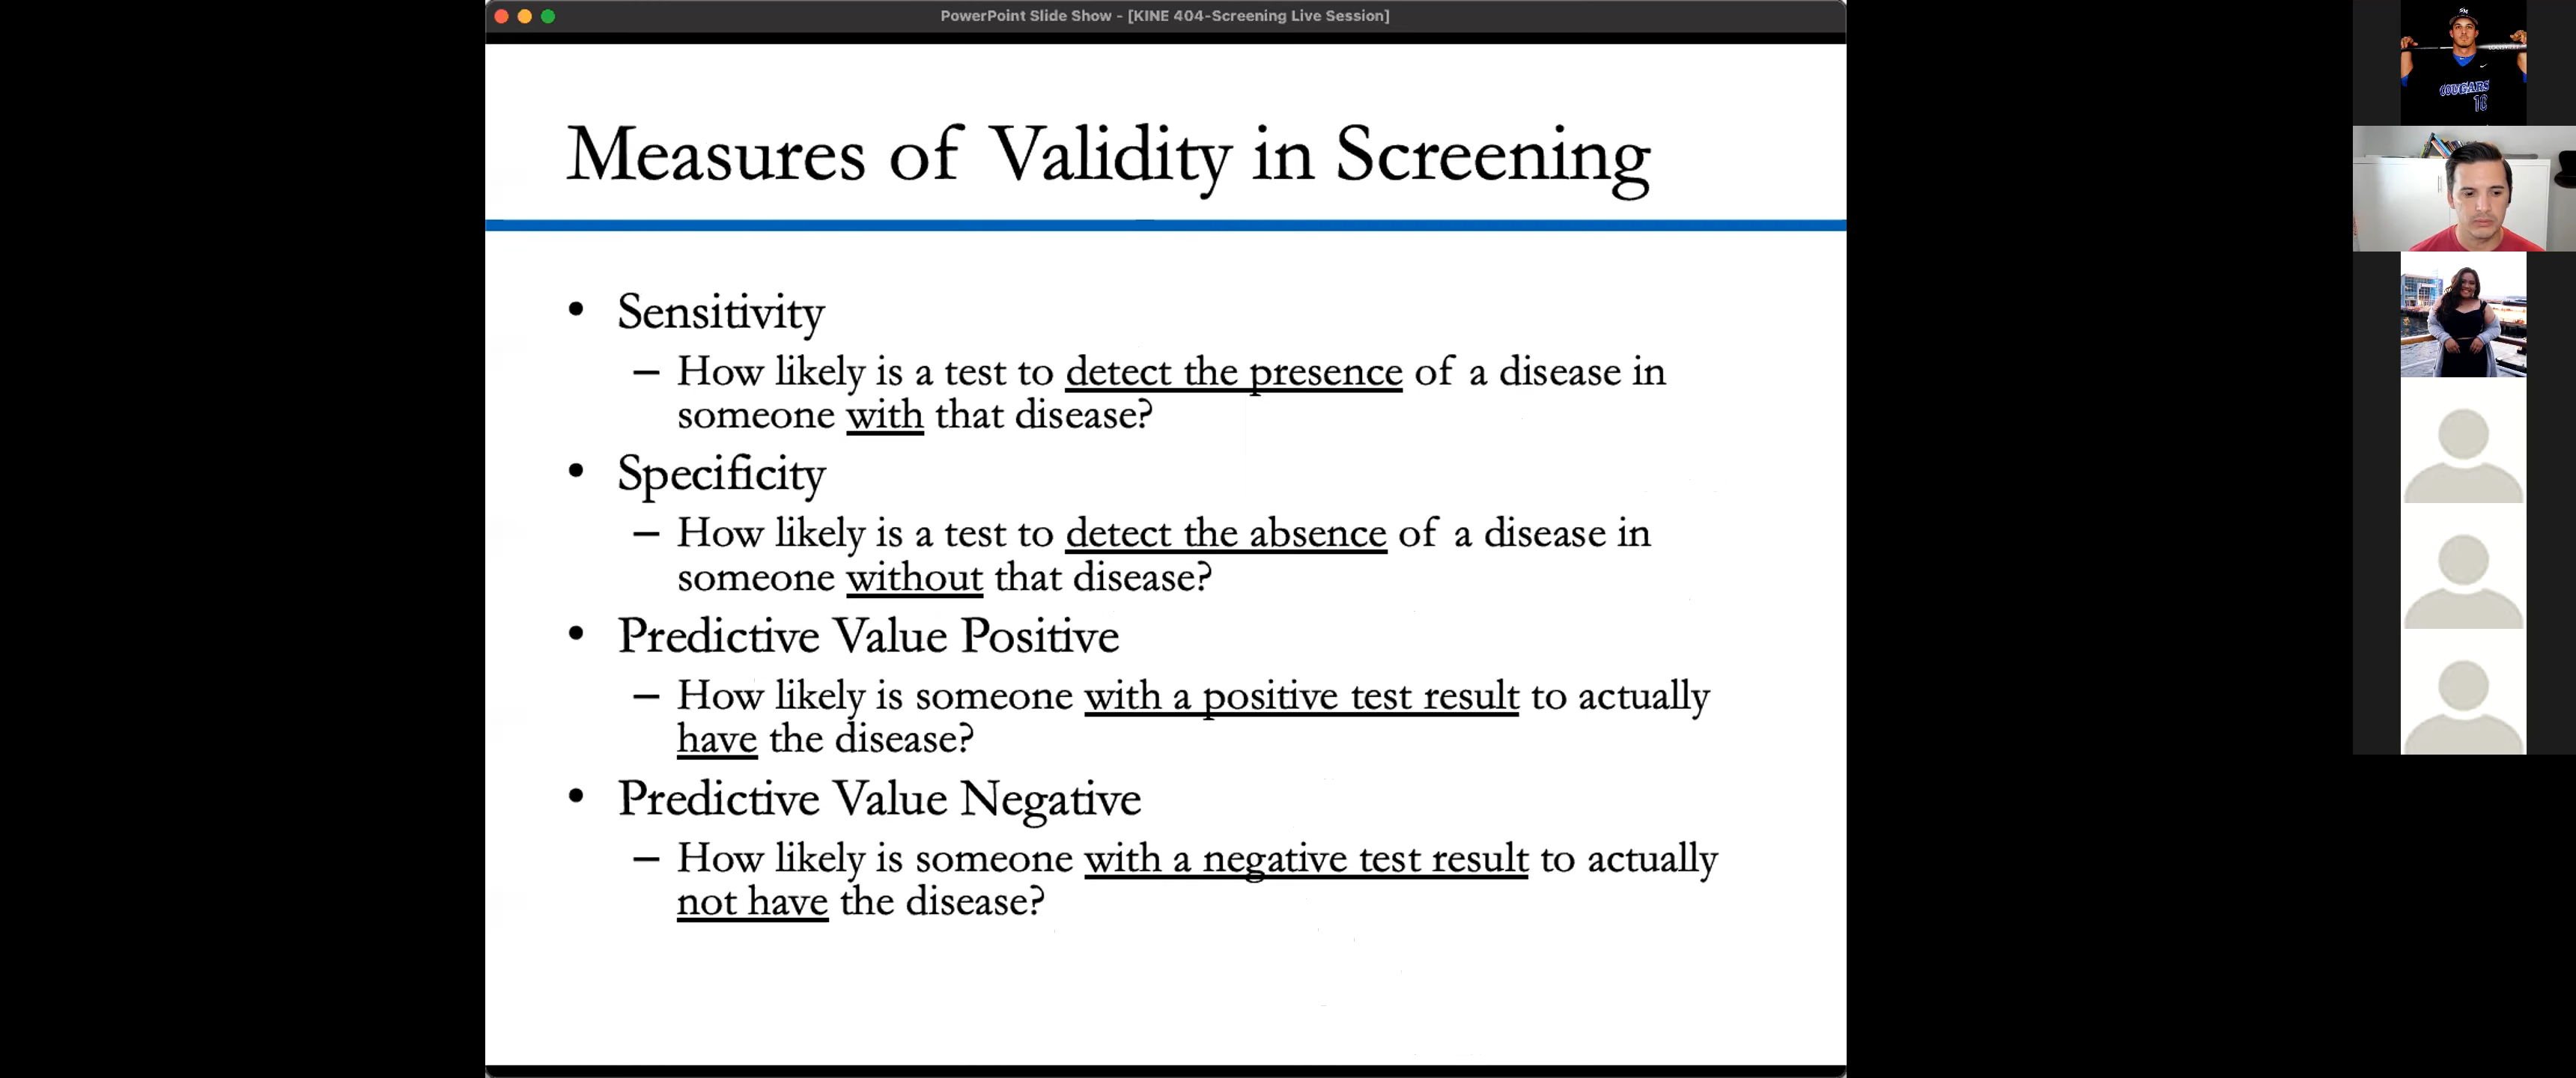 PowerPoint Slide Show - [KINE 404-Screening Live Session]
Measures of Validity in Screening
• Sensitivity
– How likely is a test to detect the presence of a disease in
someone with that disease?
• Specificity
– How likely is a test to detect the absence of a disease in
someone without that disease?
• Predictive Value Positive
– How likely is someone with a positive test result to actually
have the disease?
• Predictive Value Negative
– How likely is someone with a negative test result to actually
not have the disease?
COUGARS